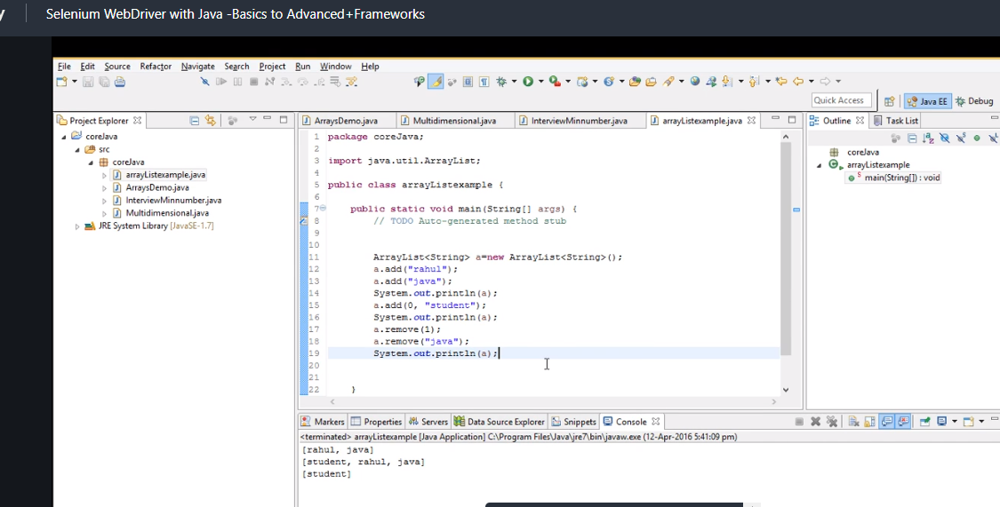 y Selenium WebDriver with Java -Basics to Advanced+Frameworks
File Edit Source Refactor Navigate Search Project Run Window Help
Quick Access Java EE Debug
Project Explorer
coreJava
src
coreJava
arrayListexample.java
ArraysDemo.java
InterviewMinnumber.java
Multidimensional.java
JRE System Library [JavaSE-1.7]
ArraysDemo.java Multidimensional.java InterviewMinnumber.java arrayListexample.java
1 package coreJava;
2
3 import java.util.ArrayList;
4
5 public class arrayListexample {
6
7 public static void main(String[] args) {
8 // TODO Auto-generated method stub
9
10
11 ArrayList<String> a=new ArrayList<String>();
12 a.add("rahul");
13 a.add("java");
14 System.out.println(a);
15 a.add(0, "student");
16 System.out.println(a);
17 a.remove(1);
18 a.remove("java");
19 System.out.println(a);
20
21
22 }
Outline Task List
coreJava
arrayListexample
main(String[]) : void
Markers Properties Servers Data Source Explorer Snippets Console
<terminated> arrayListexample [Java Application] C:\Program Files\Java\jre7\bin\javaw.exe (12-Apr-2016 5:41:09 pm)
[rahul, java]
[student, rahul, java]
[student]